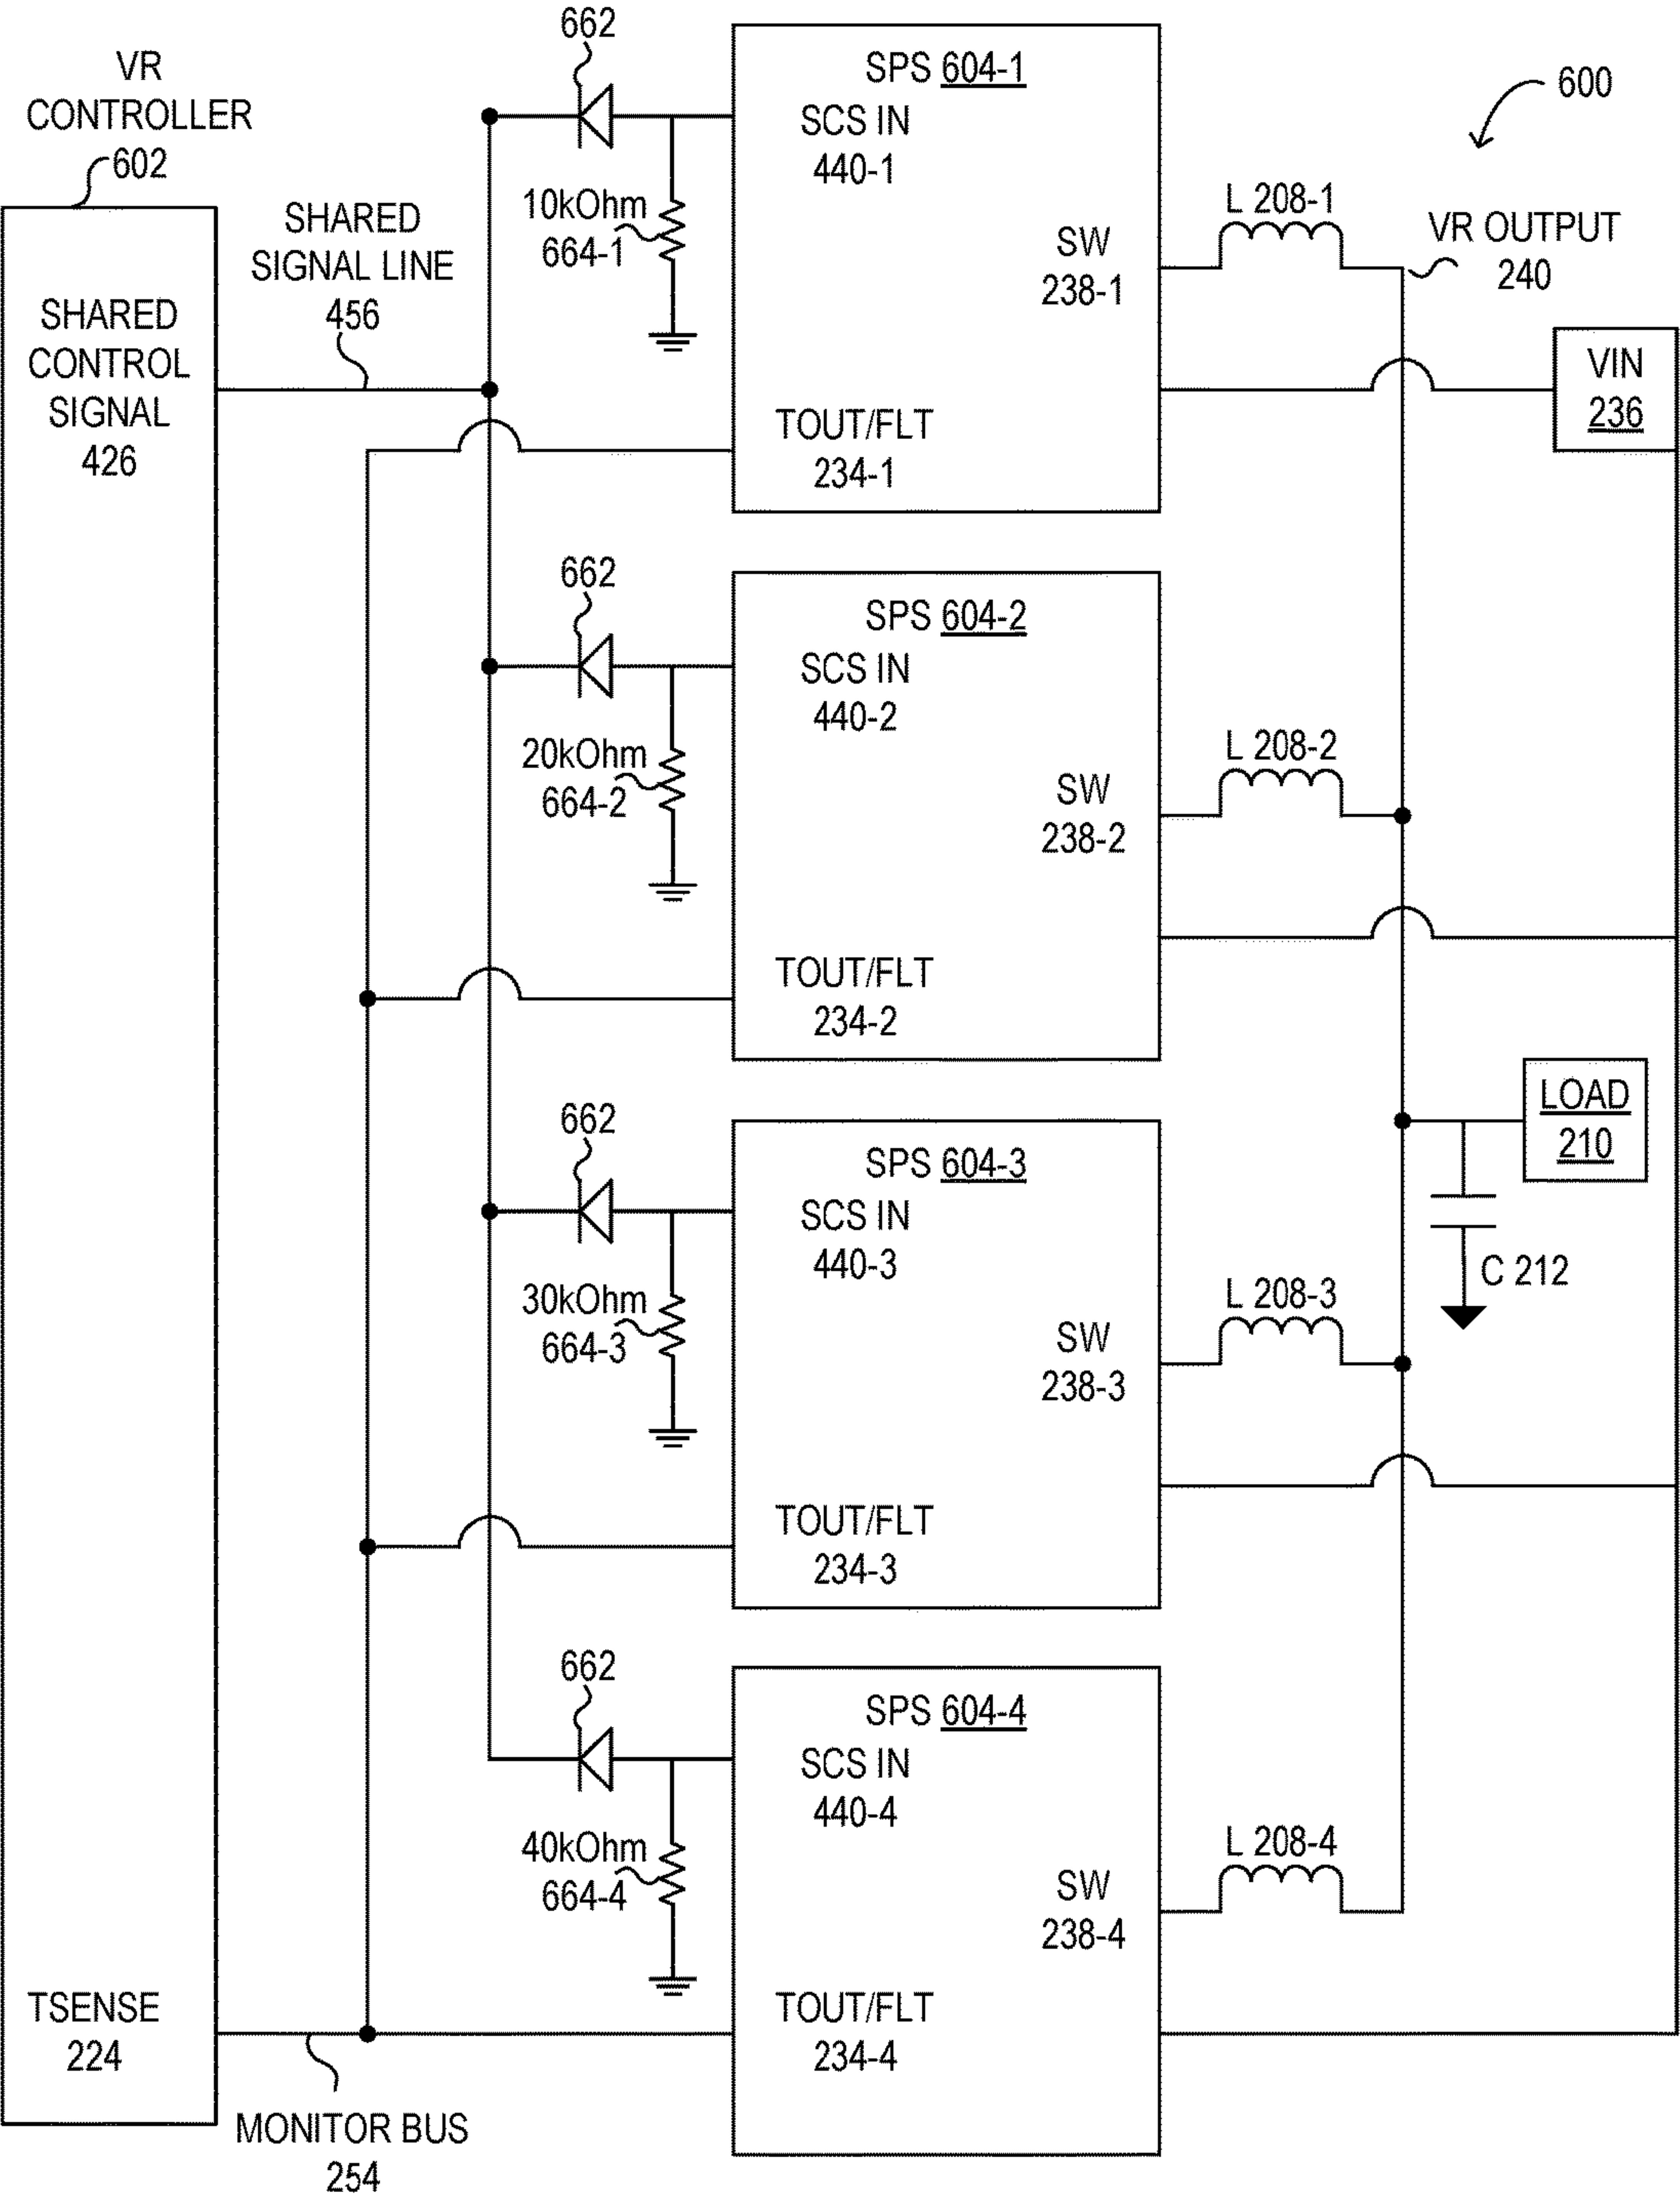 662
VR
CONTROLLER
602
SPS 604-1
SCS IN
440-1
600
SHARED
SIGNAL LINE
456
10kOhm
664-1
L 208-1
VR OUTPUT
240
SW
238-1
SHARED
CONTROL
SIGNAL
426
VIN
236
TOUT/FLT
234-1
662
SPS 604-2
SCS IN
440-2
20kOhm
664-2
L 208-2
SW
238-2
TOUT/FLT
234-2
662
SPS 604-3
SCS IN
440-3
LOAD
210
C 212
30kOhm
664-3
L 208-3
SW
238-3
TOUT/FLT
234-3
662
SPS 604-4
SCS IN
440-4
40kOhm
664-4
L 208-4
SW
238-4
TSENSE
224
TOUT/FLT
234-4
MONITOR BUS
254